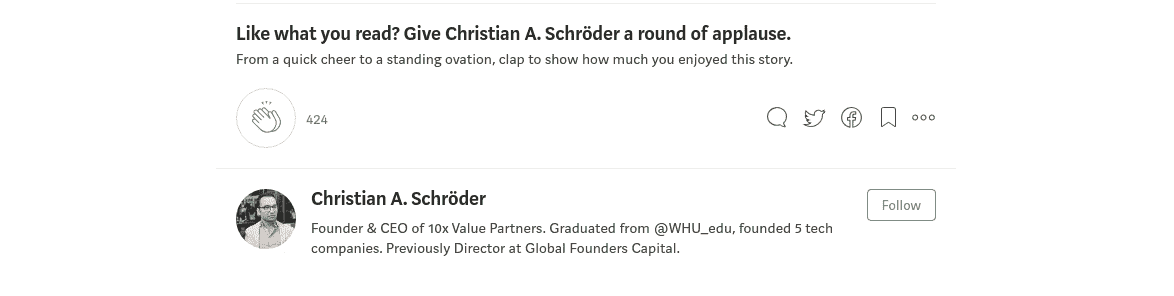 Like what you read? Give Christian A. Schröder a round of applause.
From a quick cheer to a standing ovation, clap to show how much you enjoyed this story.
424
Christian A. Schröder
Follow
Founder & CEO of 10x Value Partners. Graduated from @WHU_edu, founded 5 tech
companies. Previously Director at Global Founders Capital.